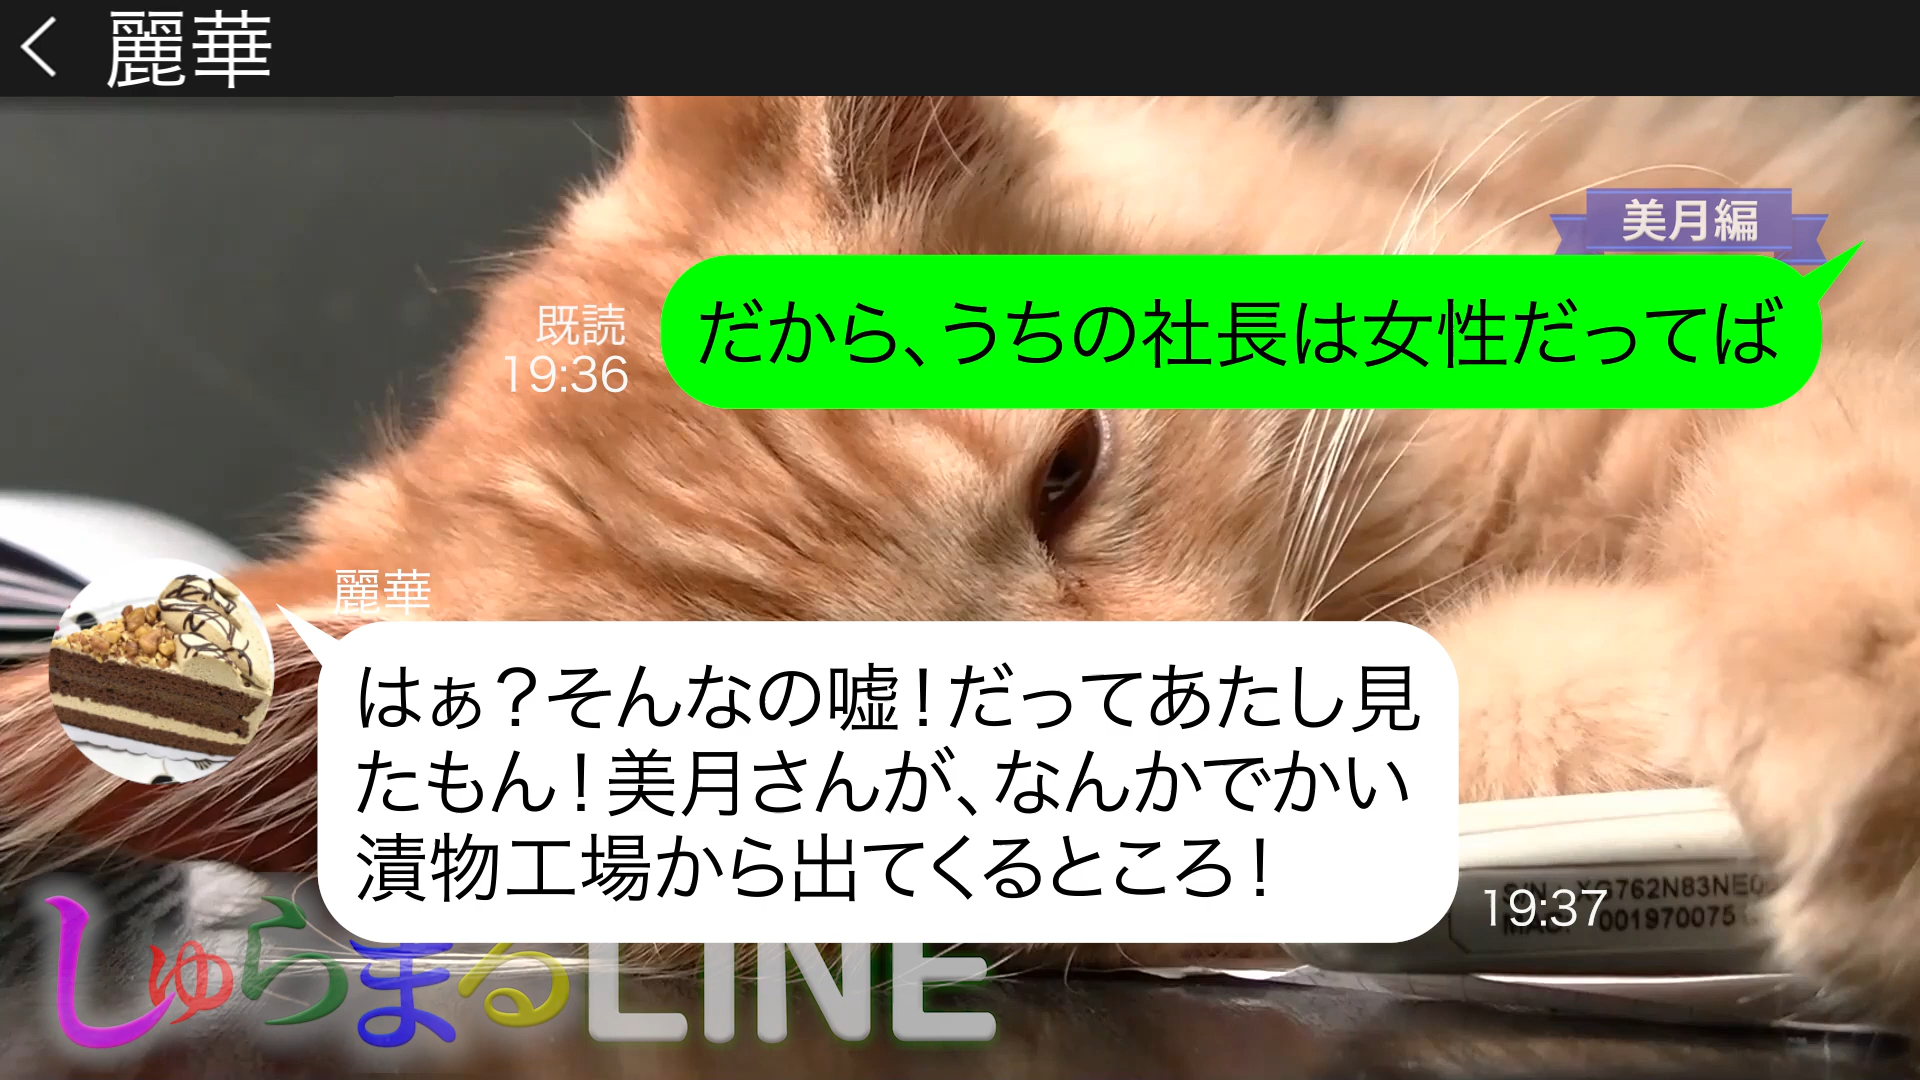 麗華
美月編
だから、うちの社長は女性だってば
既読
19:36
麗華
はぁ？そんなの嘘！だってあたし見
たもん！美月さんが、なんかでかい
漬物工場から出てくるところ！
19:37
しゅらまるLINE